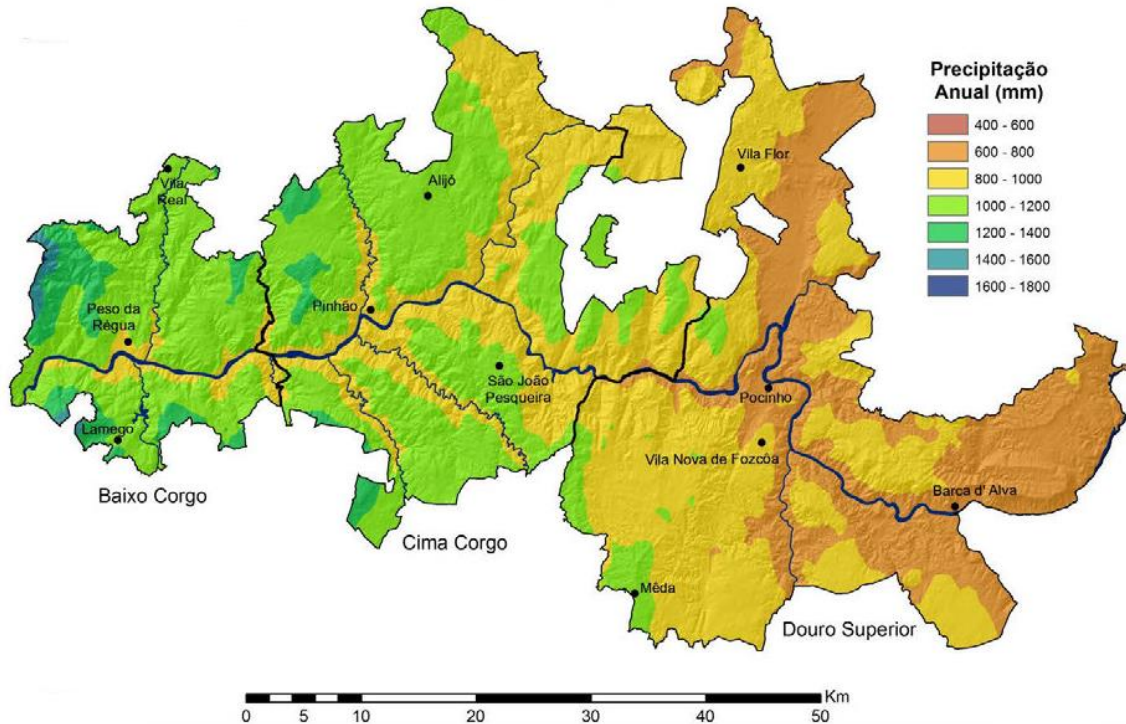 Precipitação
Anual (mm)
400 - 600
600 - 800
800 - 1000
1000 - 1200
1200 - 1400
1400 - 1600
1600 - 1800
Vila Flor
Vila
Real
Alijó
Peso da
Régua
Pinhão
São João
Pesqueira
Pocinho
Lamego
Vila Nova de Fozcôa
Barca d' Alva
Baixo Corgo
Cima Corgo
Mêda
Douro Superior
0 5 10 20 30 40 50 Km